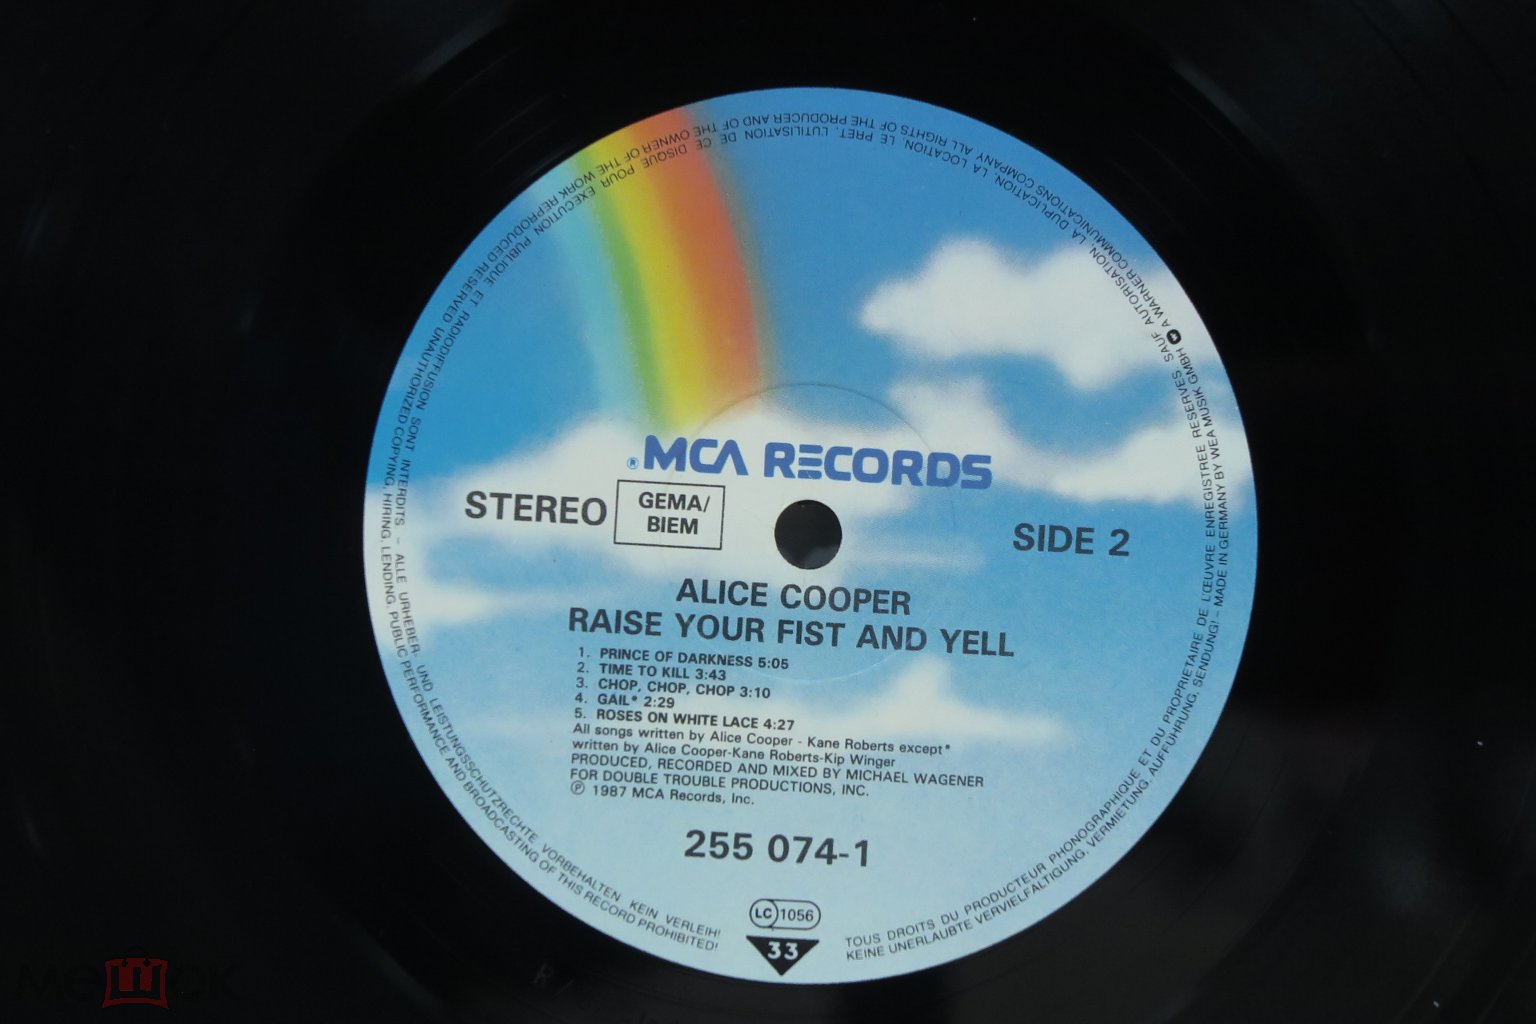 ® MCA RECORDS
STEREO
GEMA/
BIEM
SIDE 2
ALICE COOPER
RAISE YOUR FIST AND YELL
1. PRINCE OF DARKNESS 5:05
2. TIME TO KILL 3:43
3. CHOP, CHOP, CHOP 3:10
4. GAIL* 2:29
5. ROSES ON WHITE LACE 4:27
All songs written by Alice Cooper - Kane Roberts except*
written by Alice Cooper-Kane Roberts-Kip Winger
PRODUCED, RECORDED AND MIXED BY MICHAEL WAGENER
FOR DOUBLE TROUBLE PRODUCTIONS, INC.
℗ 1987 MCA Records, Inc.
255 074-1
LC 1056
33
TOUS DROITS DU PRODUCTEUR PHONOGRAPHIQUE ET DU PROPRIETAIRE DE L'ŒUVRE ENREGISTREE RESERVES. SAUF AUTORISATION, LA DUPLICATION, LA LOCATION, LE PRET, L'UTILISATION DE CE DISQUE POUR EXECUTION PUBLIQUE ET RADIODIFFUSION SONT INTERDITS. – ALLE URHEBER- UND LEISTUNGSSCHUTZRECHTE VORBEHALTEN KEIN VERLEIH!
KEINE UNERLAUBTE VERVIELFÄLTIGUNG, VERMIETUNG, AUFFÜHRUNG, SENDUNG! – MADE IN GERMANY BY WEA MUSIK GMBH A WARNER COMMUNICATIONS COMPANY ALL RIGHTS OF THE PRODUCER AND OF THE OWNER OF THE WORK REPRODUCED RESERVED UNAUTHORIZED COPYING, HIRING, LENDING, PUBLIC PERFORMANCE AND BROADCASTING OF THIS RECORD PROHIBITED!
мешок